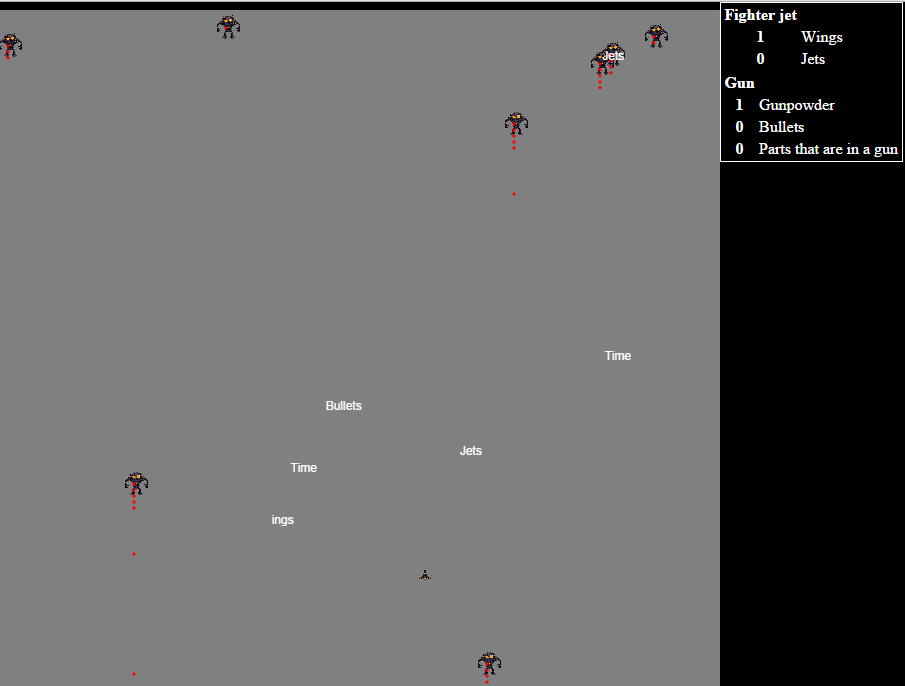 Fighter jet
1 Wings
0 Jets
Gun
1 Gunpowder
0 Bullets
0 Parts that are in a gun
Jets
Time
Bullets
Jets
Time
ings